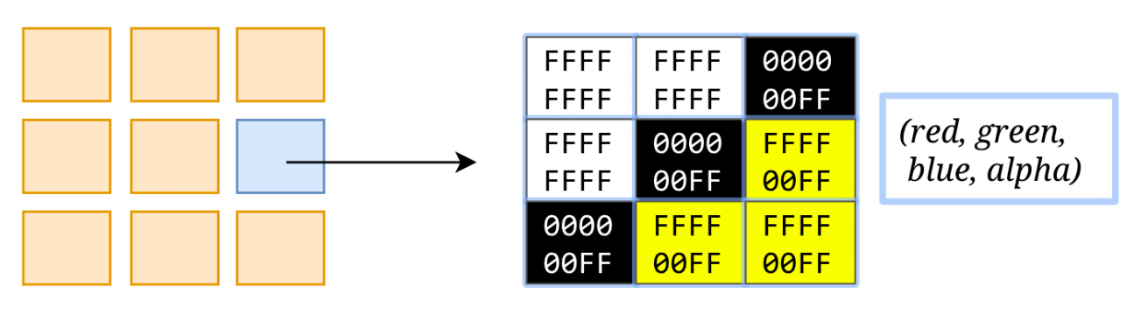 FFFF FFFF 0000
FFFF FFFF 00FF
FFFF 0000 FFFF
FFFF 00FF 00FF
0000 FFFF FFFF
00FF 00FF 00FF
(red, green,
blue, alpha)